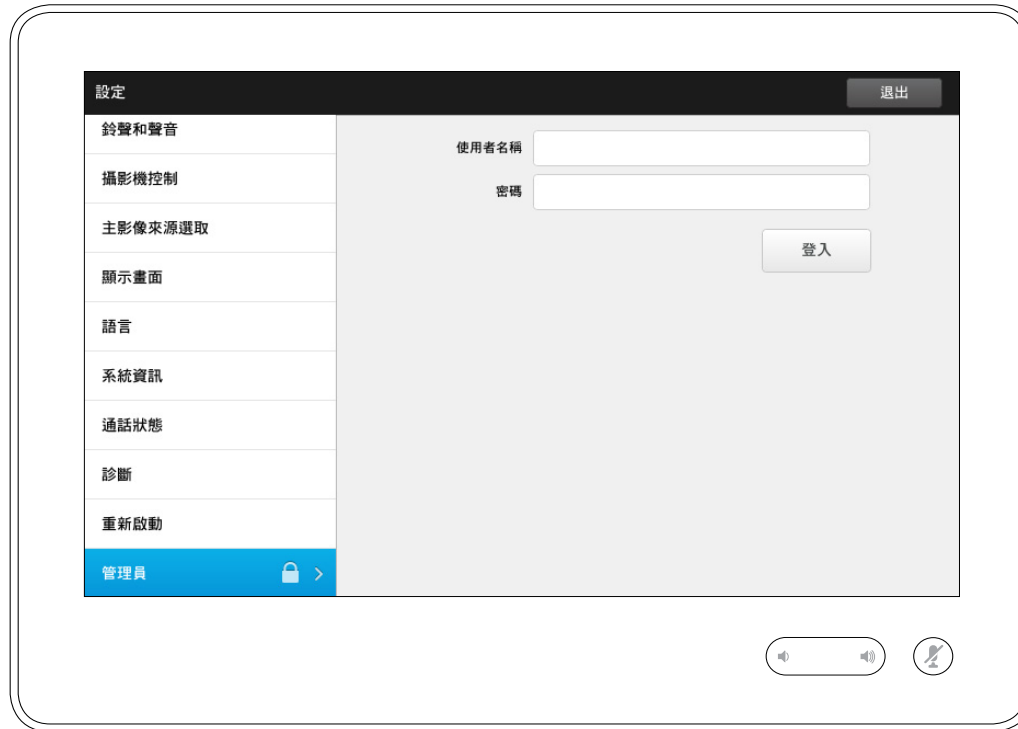 設定
退出
鈴聲和聲音
攝影機控制
主影像來源選取
顯示畫面
語言
系統資訊
通話狀態
診斷
重新啟動
管理員
使用者名稱
密碼
登入